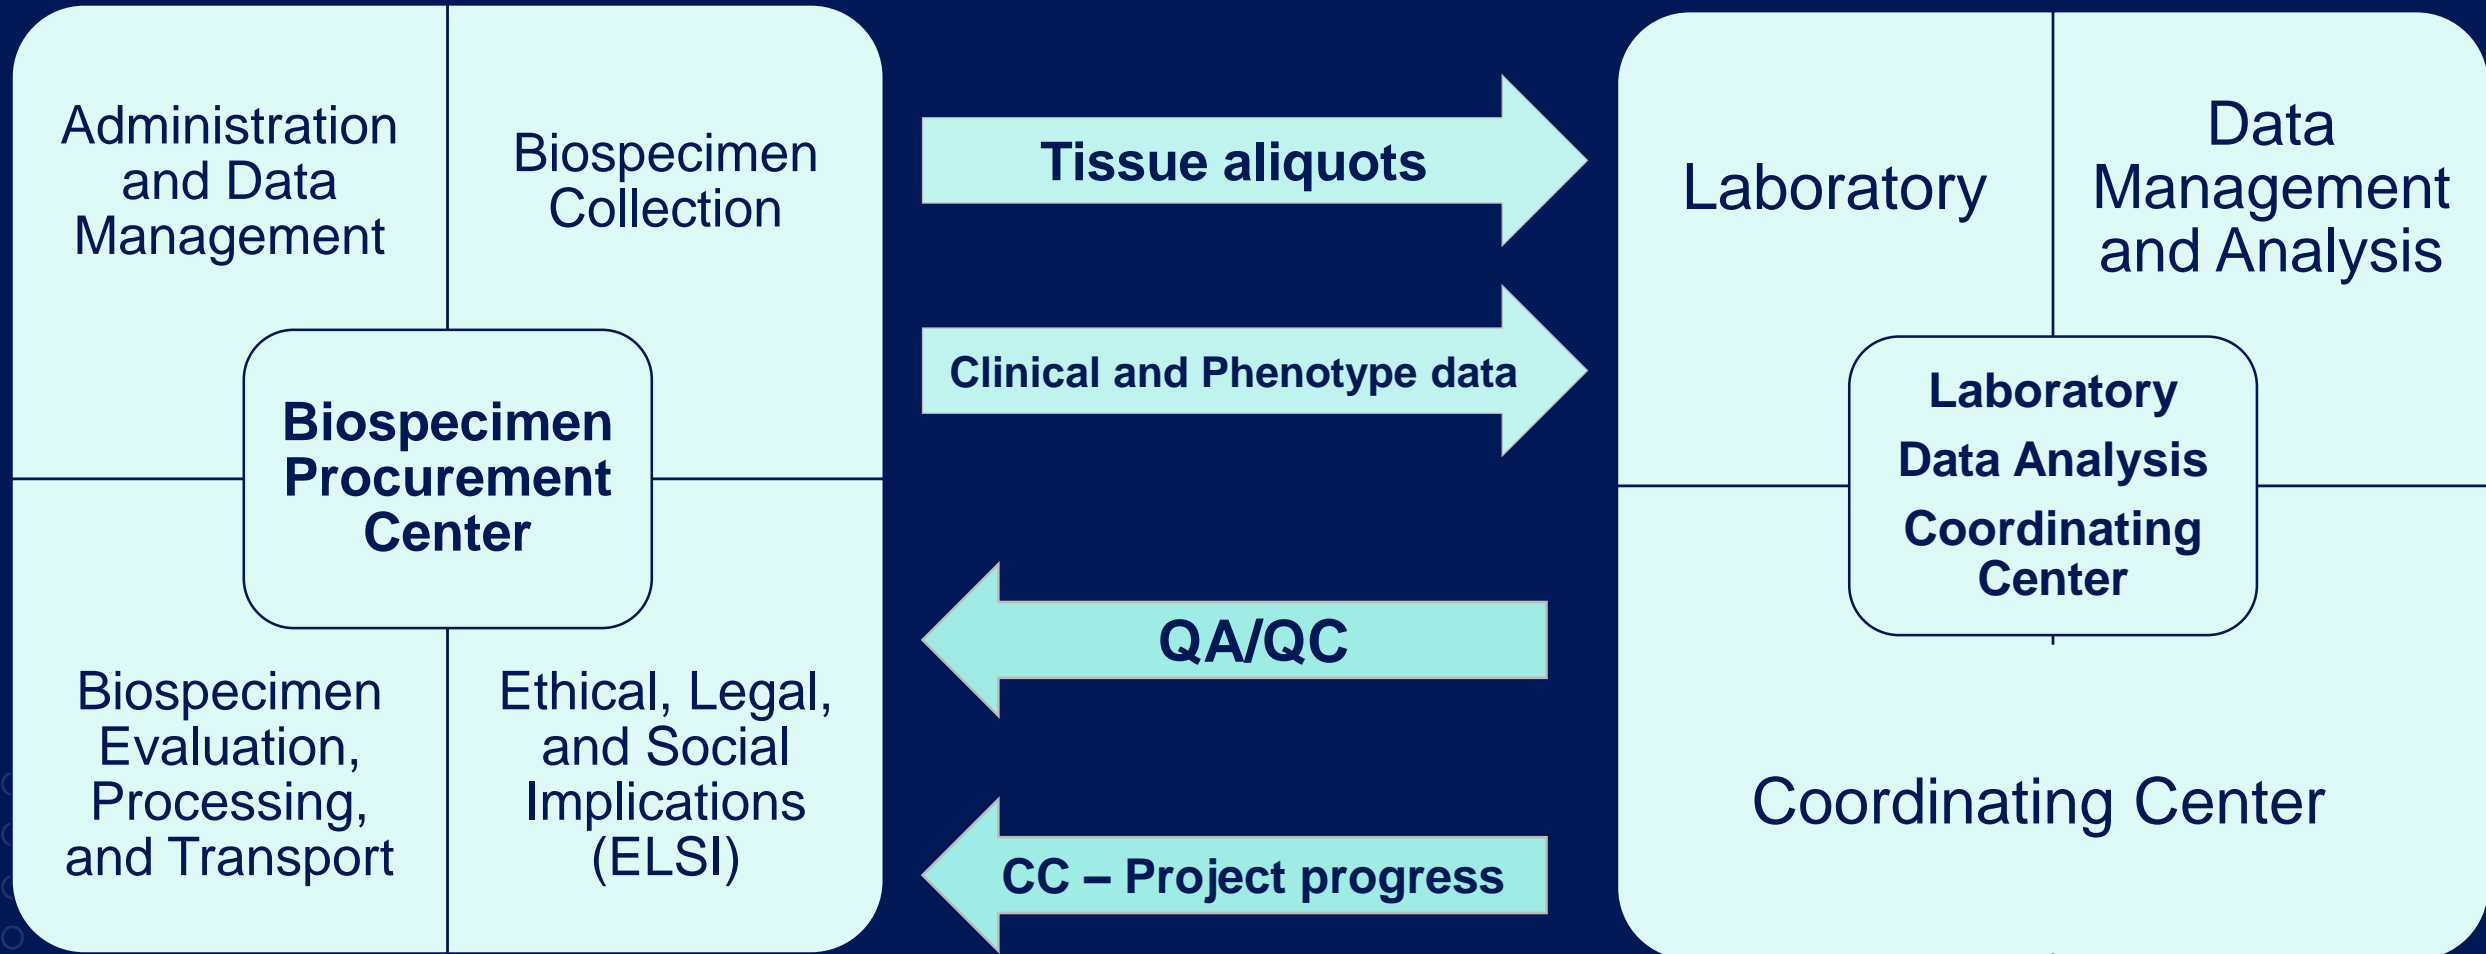 Administration
and Data
Management
Biospecimen
Collection
Biospecimen
Procurement
Center
Biospecimen
Evaluation,
Processing,
and Transport
Ethical, Legal,
and Social
Implications
(ELSI)
Tissue aliquots
Clinical and Phenotype data
QA/QC
CC – Project progress
Laboratory
Data
Management
and Analysis
Laboratory
Data Analysis
Coordinating
Center
Coordinating Center